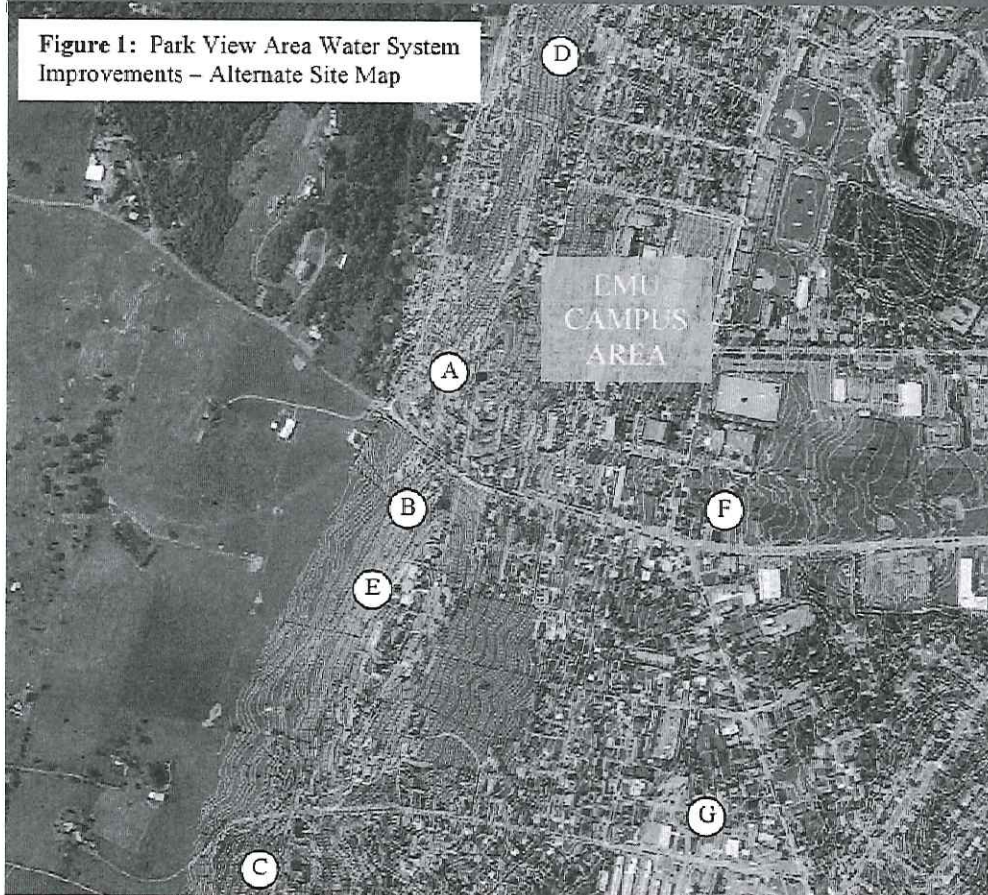 Figure 1: Park View Area Water System
Improvements – Alternate Site Map
D
EMU
CAMPUS
AREA
A
B
F
E
G
C